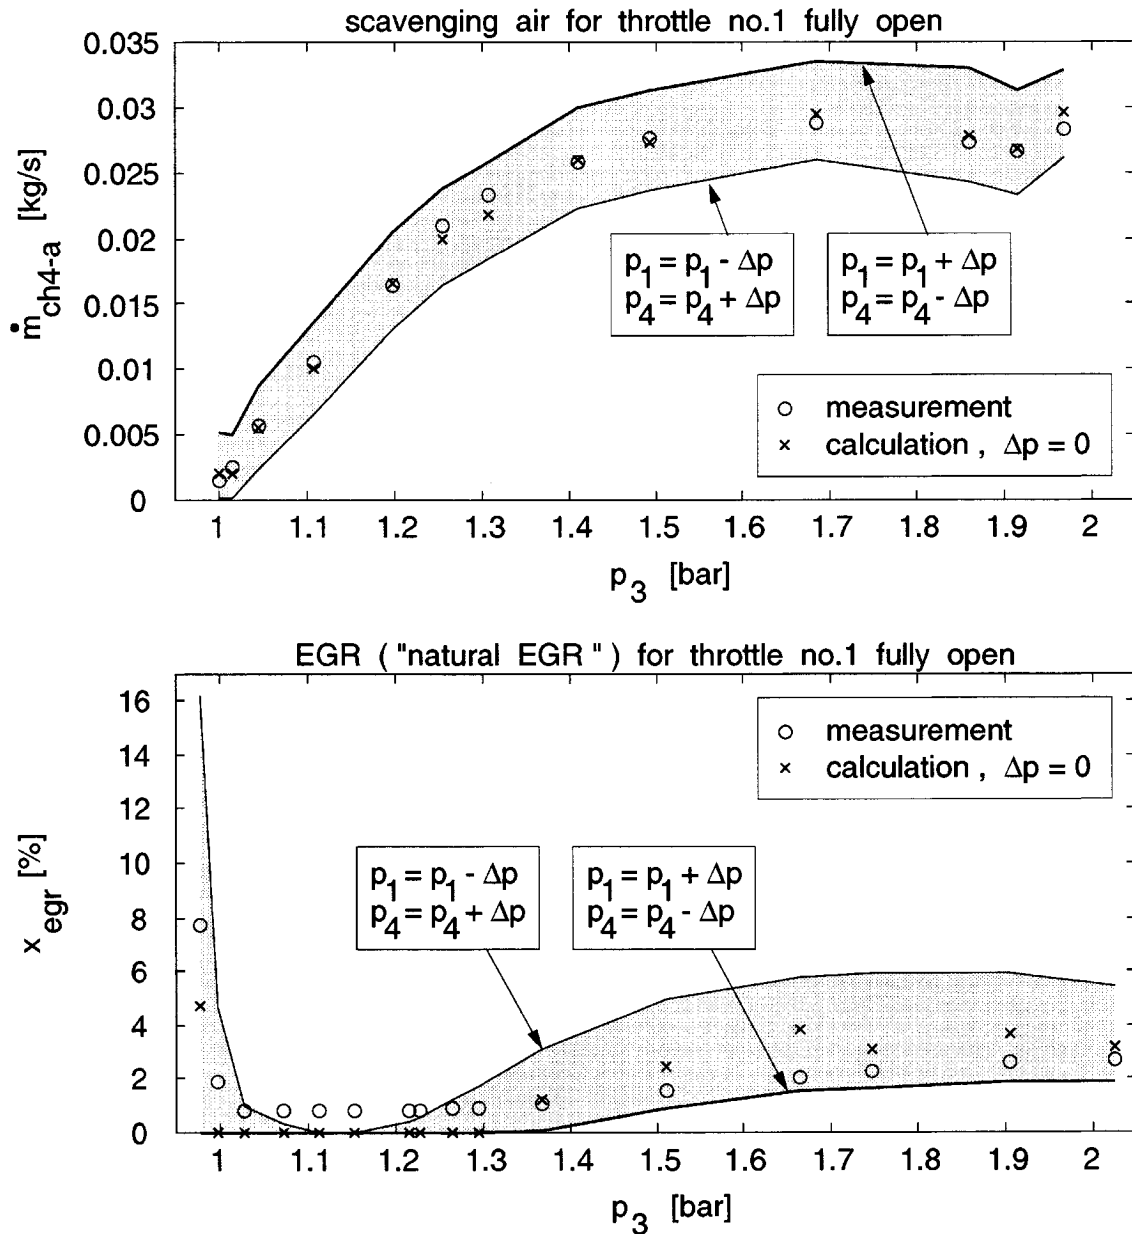 scavenging air for throttle no.1 fully open
0.035
0.03
0.025
0.02
0.015
0.01
0.005
0
ṁch4-a [kg/s]
p1 = p1 - Δp
p4 = p4 + Δp
p1 = p1 + Δp
p4 = p4 - Δp
measurement
calculation , Δp = 0
1 1.1 1.2 1.3 1.4 1.5 1.6 1.7 1.8 1.9 2
p3 [bar]
EGR ("natural EGR") for throttle no.1 fully open
16
14
12
10
8
6
4
2
0
xegr [%]
measurement
calculation , Δp = 0
p1 = p1 - Δp
p4 = p4 + Δp
p1 = p1 + Δp
p4 = p4 - Δp
1 1.1 1.2 1.3 1.4 1.5 1.6 1.7 1.8 1.9 2
p3 [bar]